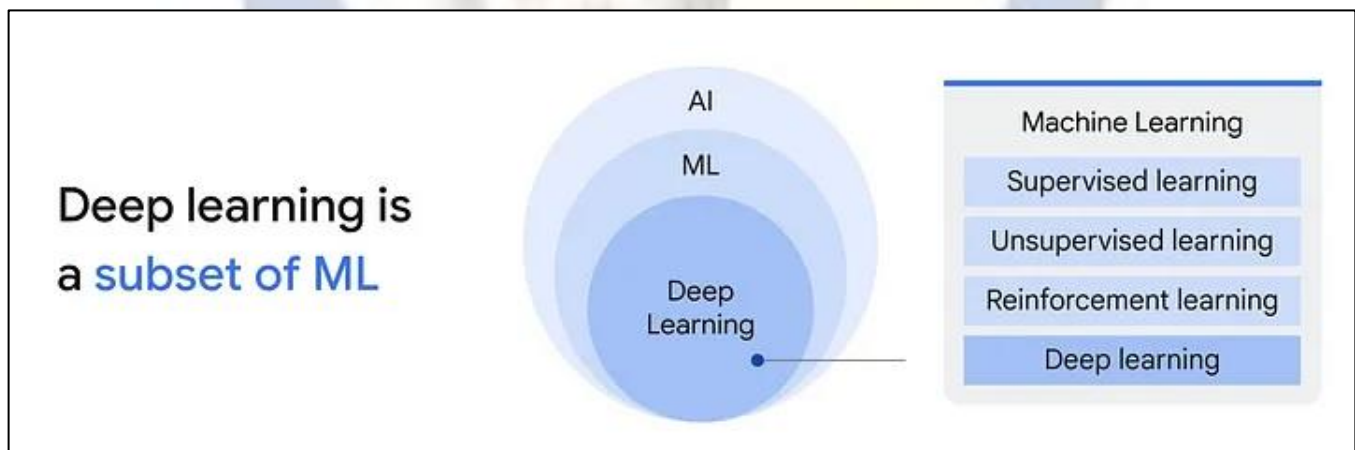 Deep learning is
a subset of ML
AI
ML
Deep
Learning
Machine Learning
Supervised learning
Unsupervised learning
Reinforcement learning
Deep learning